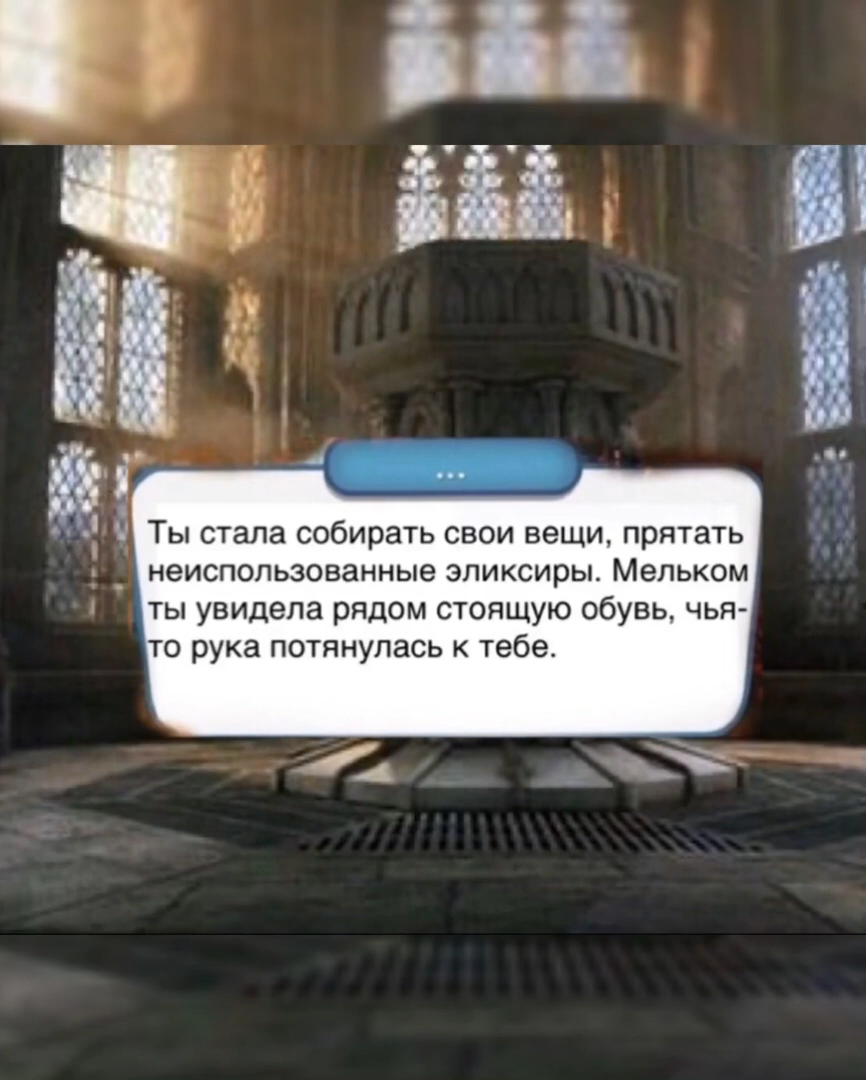 ...
Ты стала собирать свои вещи, прятать
неиспользованные эликсиры. Мельком
ты увидела рядом стоящую обувь, чья-
то рука потянулась к тебе.